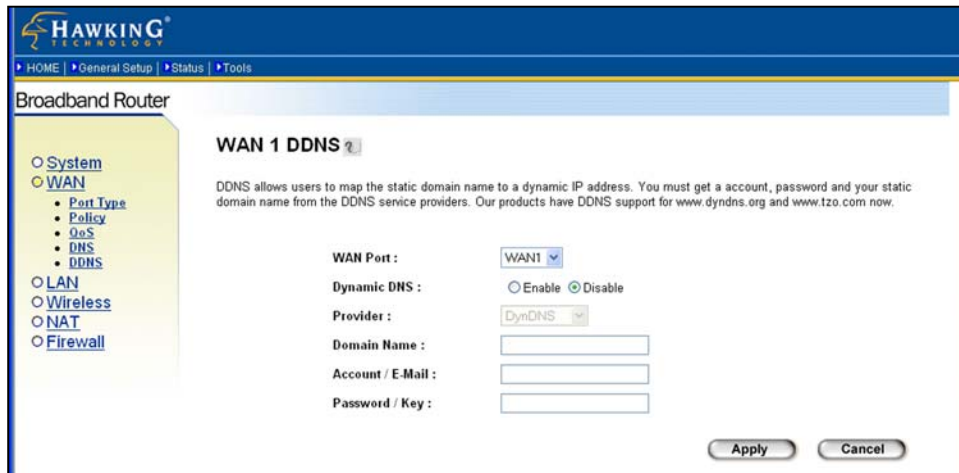 HAWKING®
TECHNOLOGY
HOME | General Setup | Status | Tools
Broadband Router
System
WAN
Port Type
Policy
QoS
DNS
DDNS
LAN
Wireless
NAT
Firewall
WAN 1 DDNS ?
DDNS allows users to map the static domain name to a dynamic IP address. You must get a account, password and your static
domain name from the DDNS service providers. Our products have DDNS support for www.dyndns.org and www.tzo.com now.
WAN Port : WAN1
Dynamic DNS : Enable Disable
Provider : DynDNS
Domain Name :
Account / E-Mail :
Password / Key :
Apply Cancel